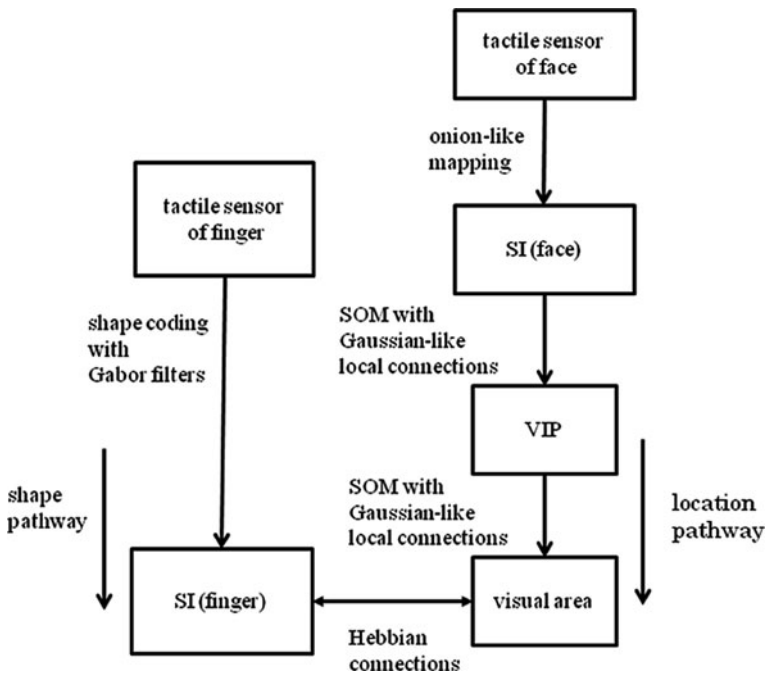 tactile sensor
of face
onion-like
mapping
tactile sensor
of finger
SI (face)
shape coding
with
Gabor filters
SOM with
Gaussian-like
local connections
VIP
shape
pathway
SOM with
Gaussian-like
local connections
location
pathway
SI (finger)
visual area
Hebbian
connections